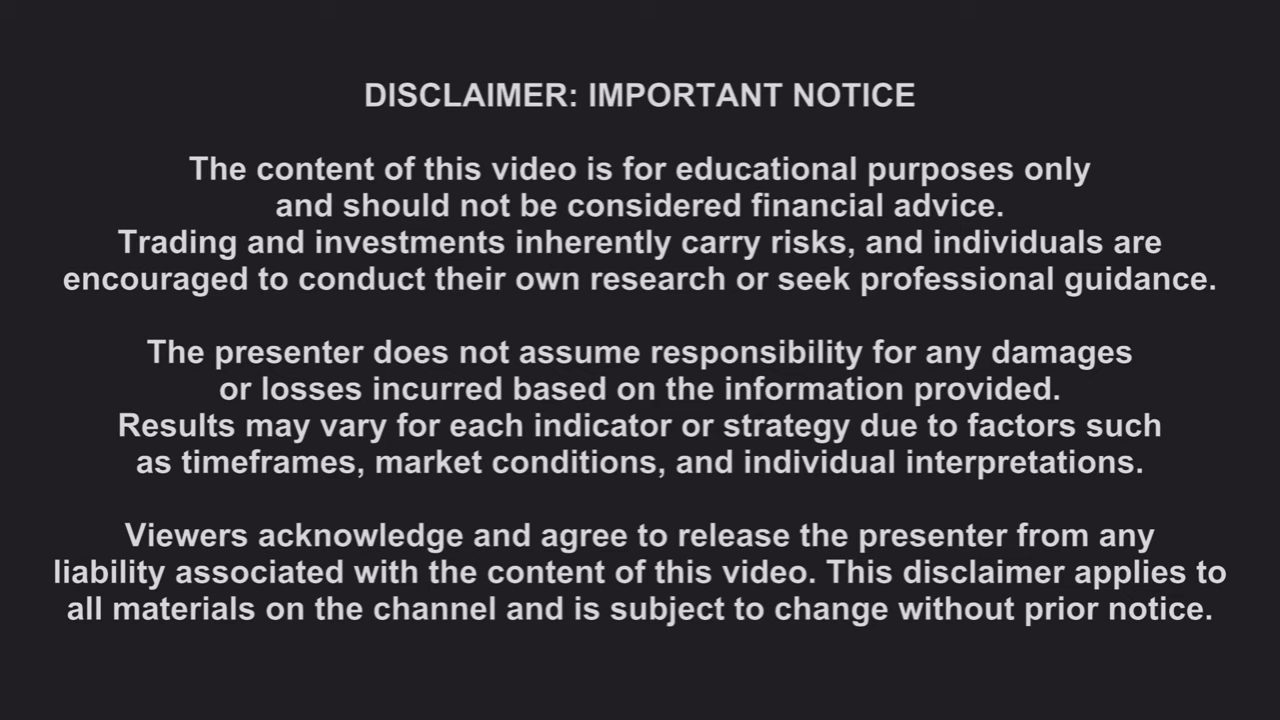 DISCLAIMER: IMPORTANT NOTICE
The content of this video is for educational purposes only
and should not be considered financial advice.
Trading and investments inherently carry risks, and individuals are
encouraged to conduct their own research or seek professional guidance.
The presenter does not assume responsibility for any damages
or losses incurred based on the information provided.
Results may vary for each indicator or strategy due to factors such
as timeframes, market conditions, and individual interpretations.
Viewers acknowledge and agree to release the presenter from any
liability associated with the content of this video. This disclaimer applies to
all materials on the channel and is subject to change without prior notice.